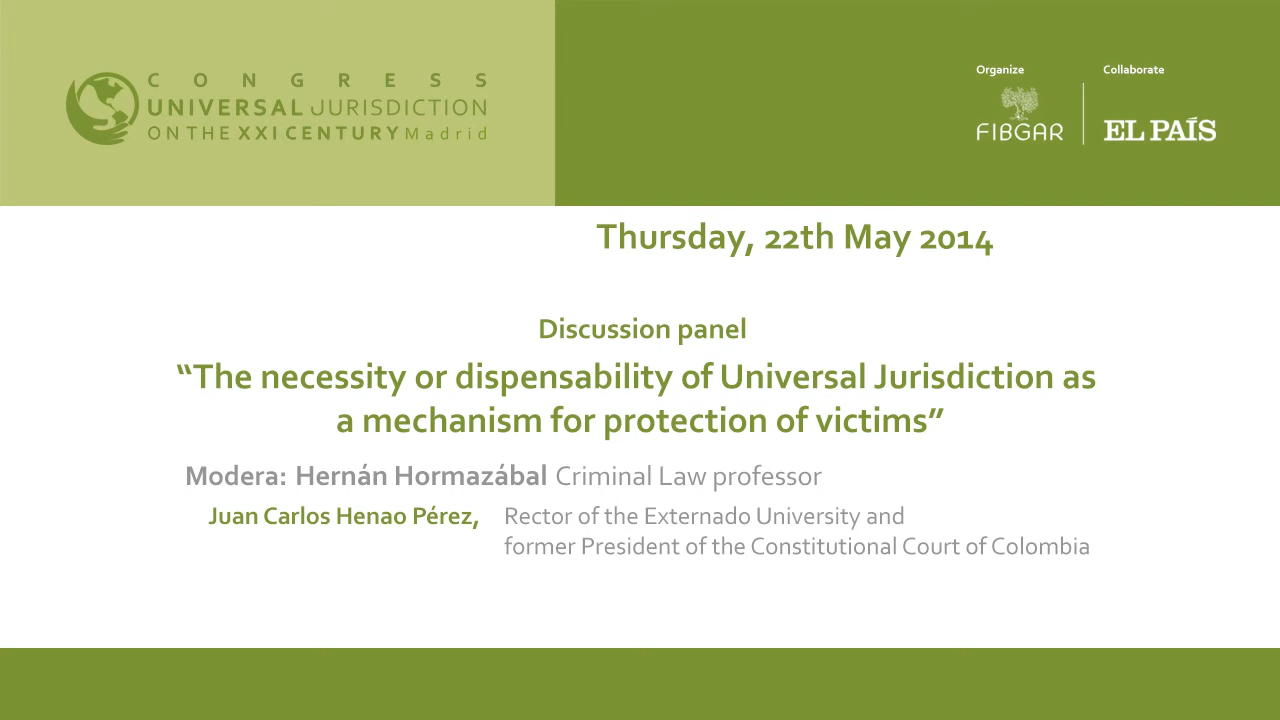 CONGRESS
UNIVERSAL JURISDICTION
ON THE XXI CENTURY Madrid
Organize
Collaborate
FIBGAR
EL PAÍS
Thursday, 22th May 2014
Discussion panel
“The necessity or dispensability of Universal Jurisdiction as
a mechanism for protection of victims”
Modera: Hernán Hormazábal Criminal Law professor
Juan Carlos Henao Pérez, Rector of the Externado University and
former President of the Constitutional Court of Colombia